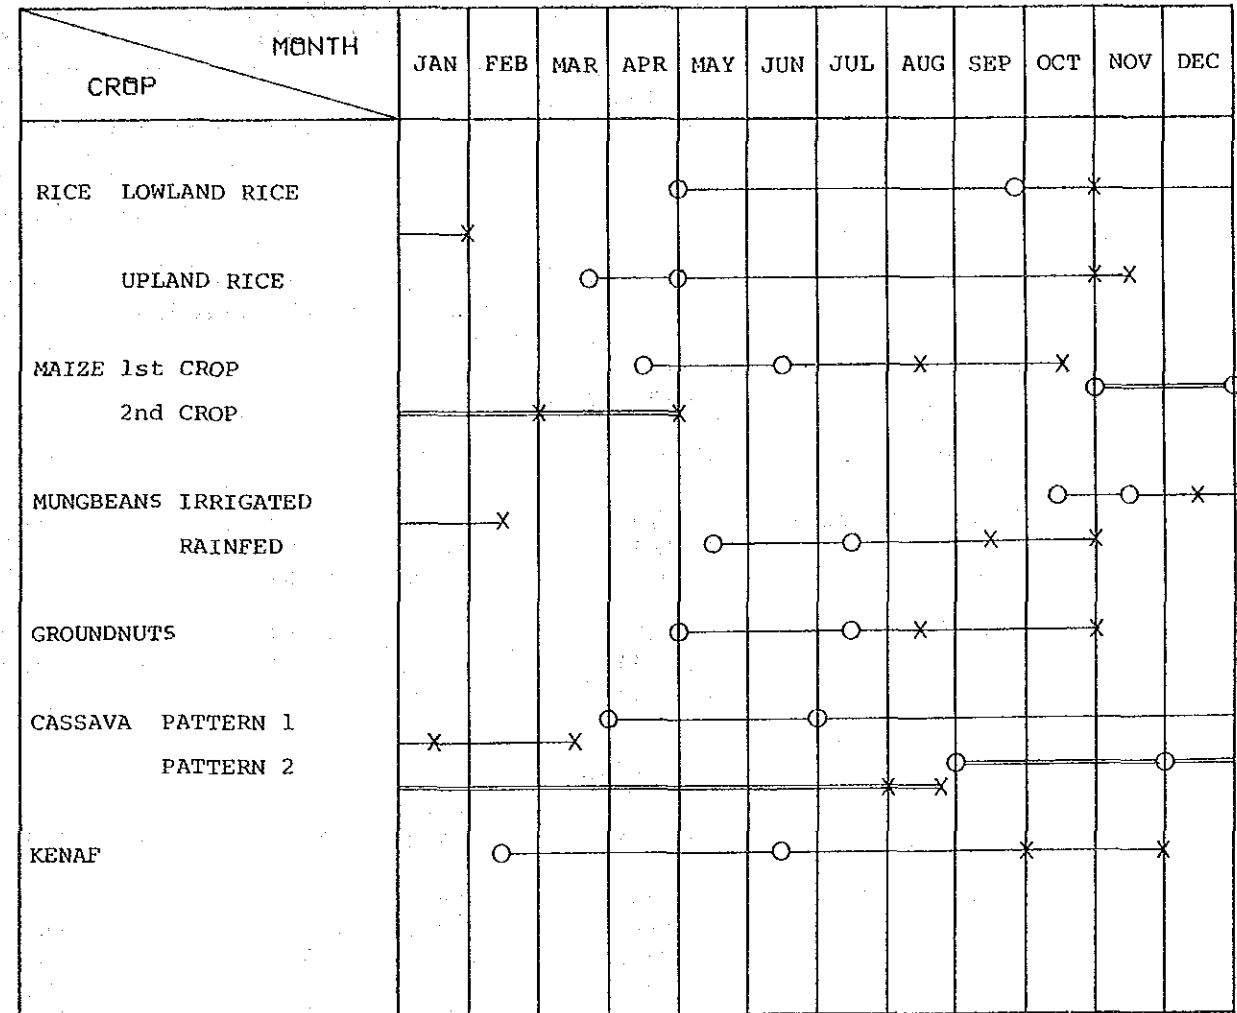 MONTH
CROP
JAN FEB MAR APR MAY JUN JUL AUG SEP OCT NOV DEC
RICE LOWLAND RICE
UPLAND RICE
MAIZE 1st CROP
2nd CROP
MUNGBEANS IRRIGATED
RAINFED
GROUNDNUTS
CASSAVA PATTERN 1
PATTERN 2
KENAF